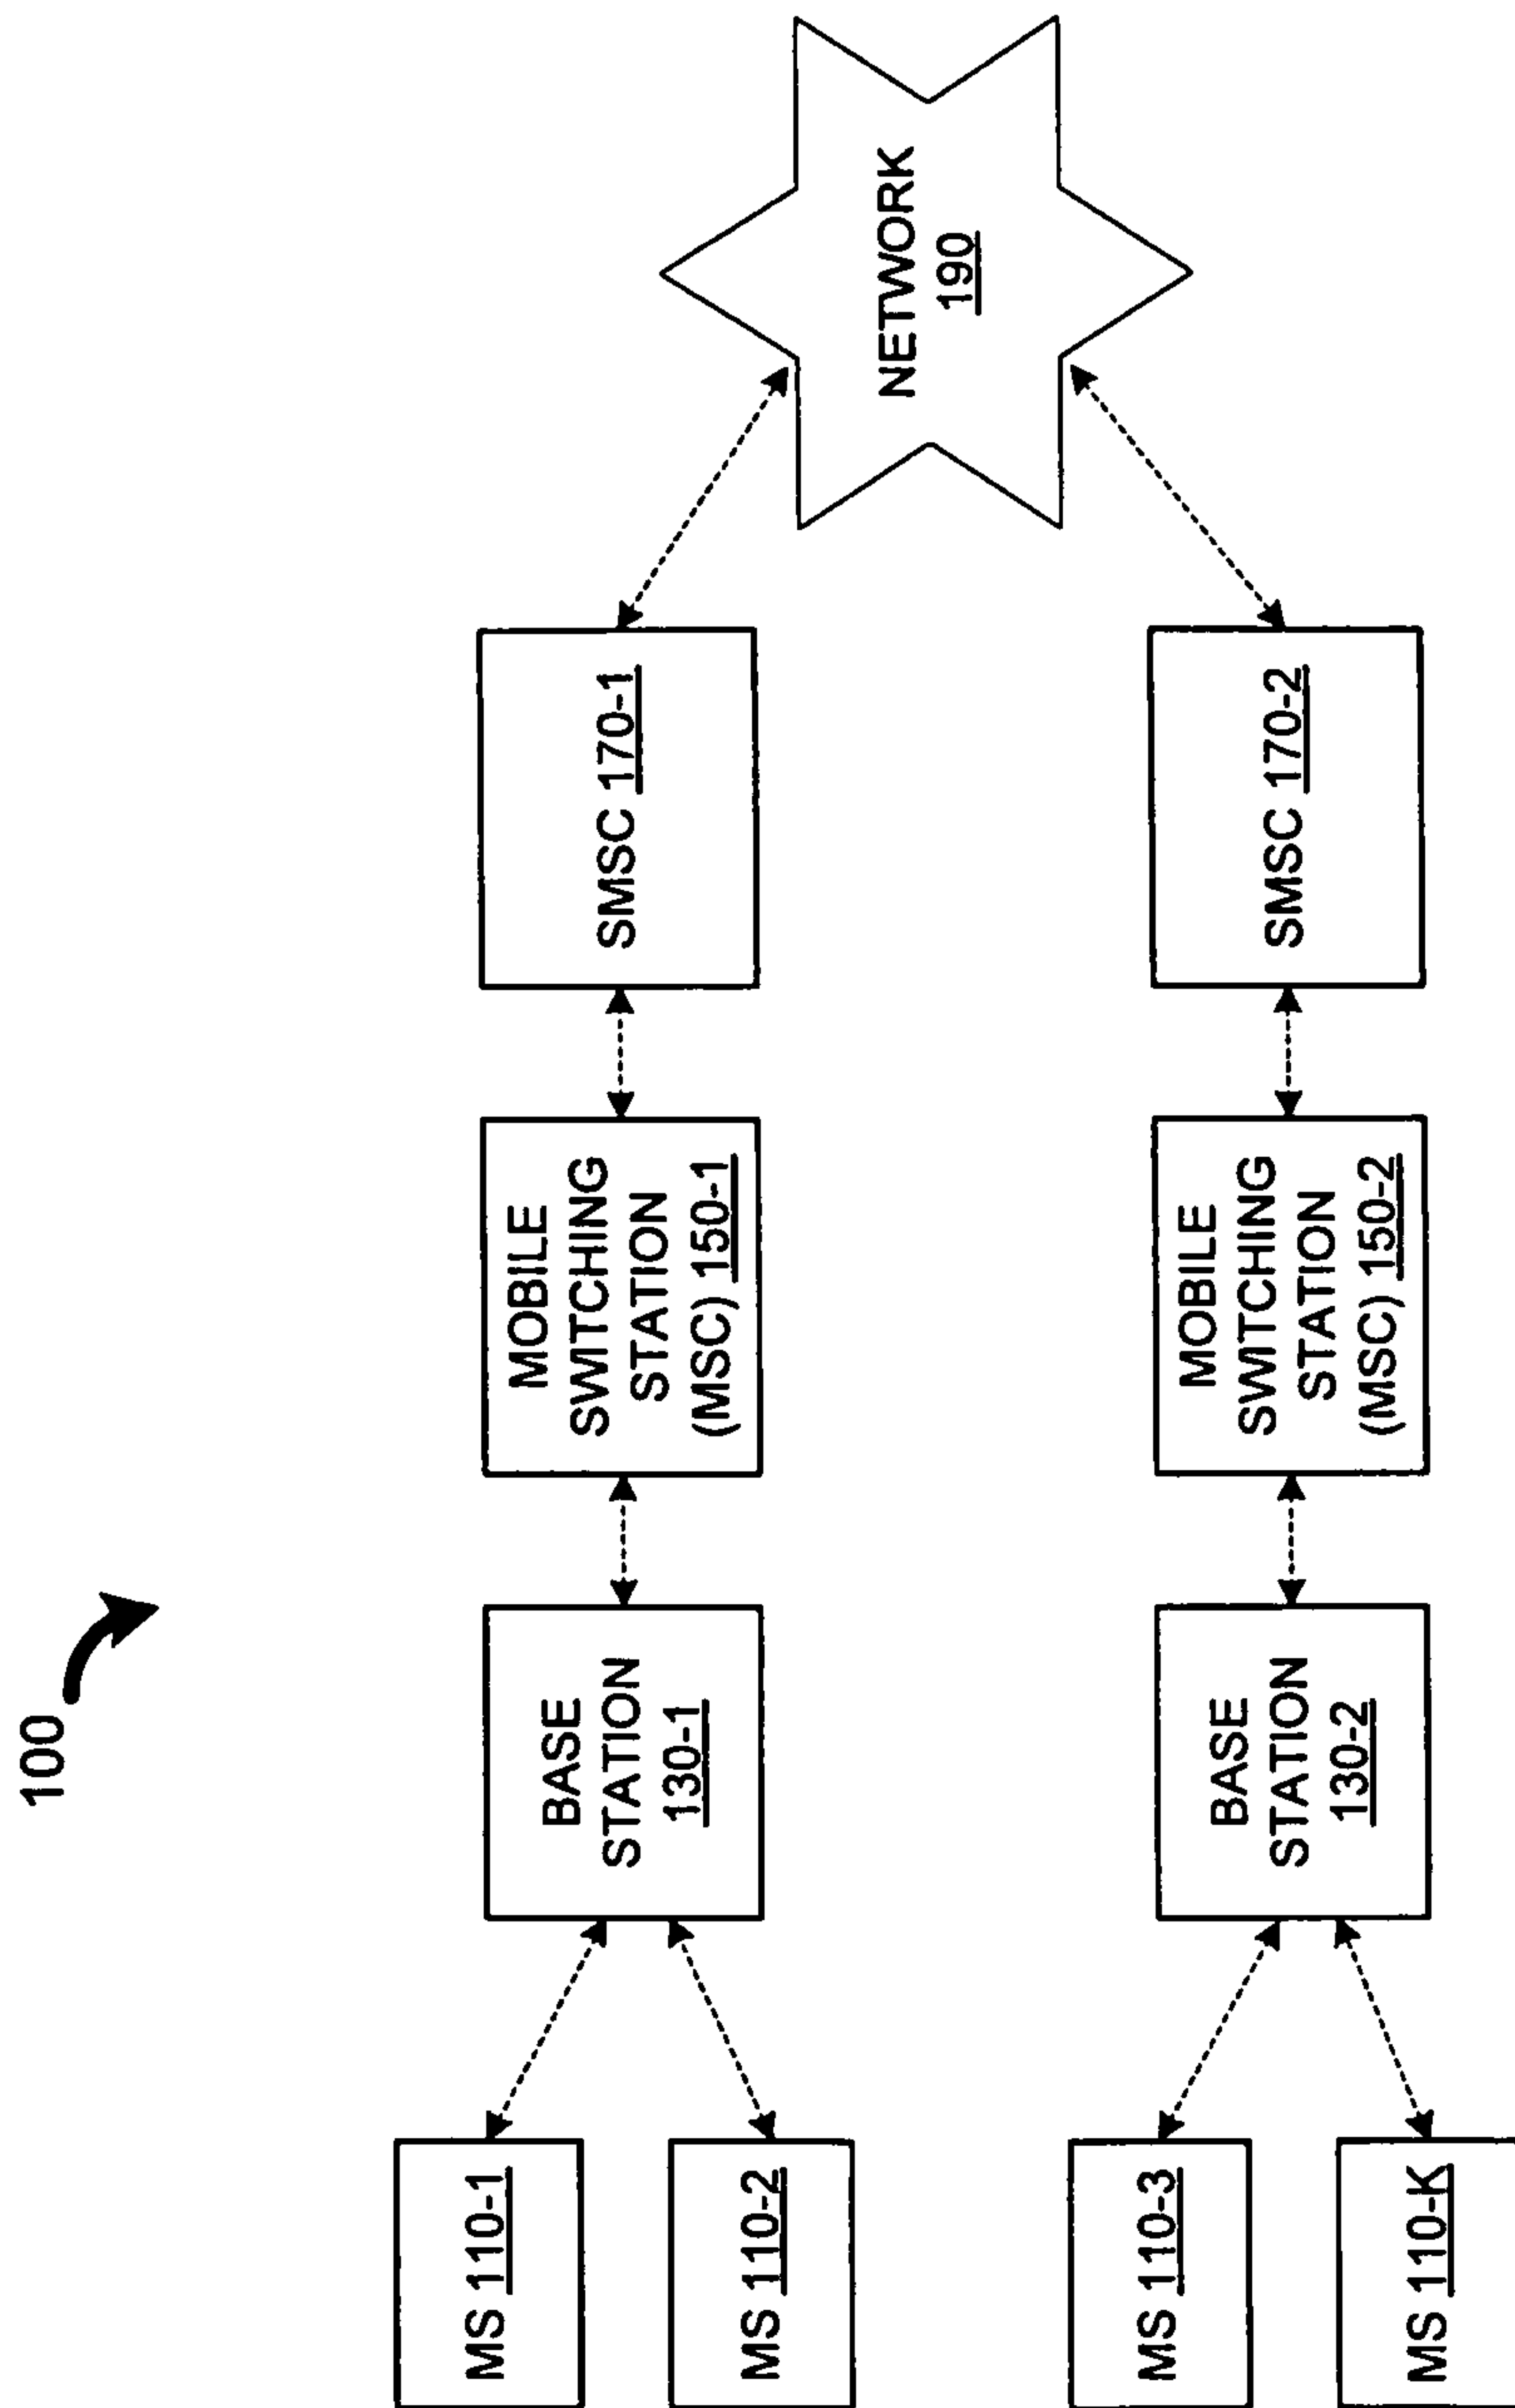 100
MS 110-1
MS 110-2
BASE
STATION
130-1
MOBILE
SWITCHING
STATION
(MSC) 150-1
SMSC 170-1
NETWORK
190
MS 110-3
MS 110-K
BASE
STATION
130-2
MOBILE
SWITCHING
STATION
(MSC) 150-2
SMSC 170-2